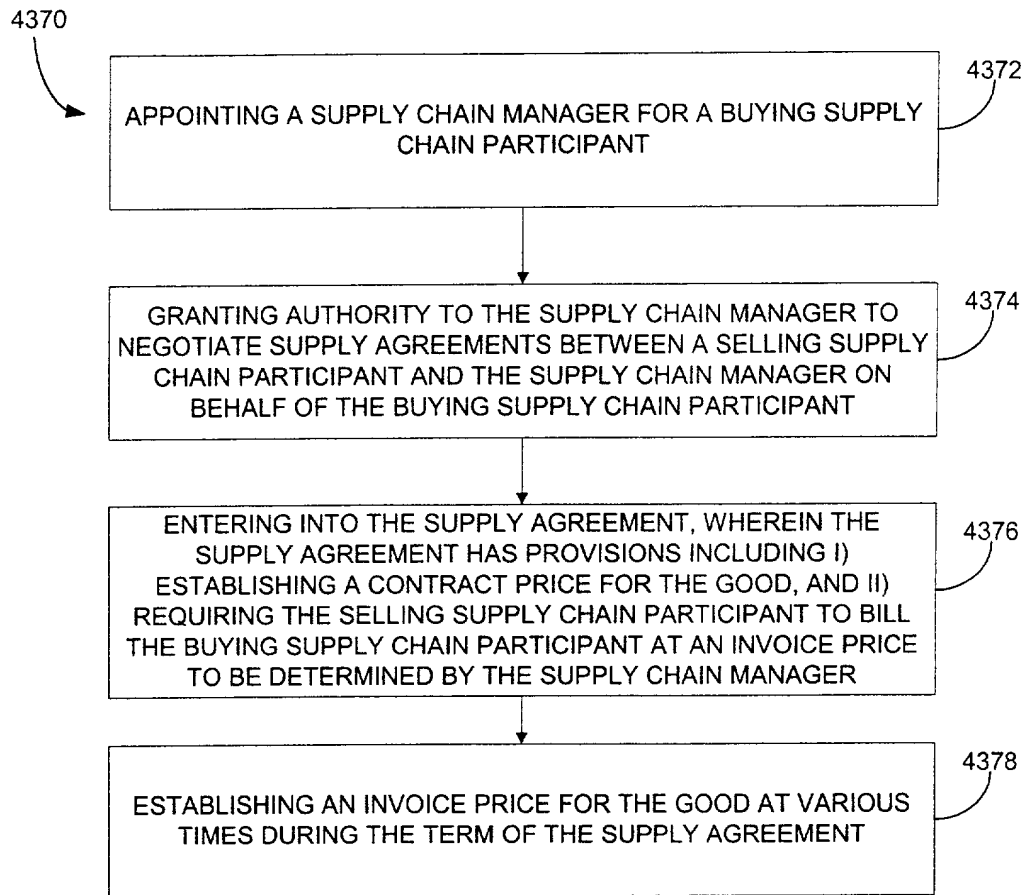 4370
4372
APPOINTING A SUPPLY CHAIN MANAGER FOR A BUYING SUPPLY
CHAIN PARTICIPANT
4374
GRANTING AUTHORITY TO THE SUPPLY CHAIN MANAGER TO
NEGOTIATE SUPPLY AGREEMENTS BETWEEN A SELLING SUPPLY
CHAIN PARTICIPANT AND THE SUPPLY CHAIN MANAGER ON
BEHALF OF THE BUYING SUPPLY CHAIN PARTICIPANT
4376
ENTERING INTO THE SUPPLY AGREEMENT, WHEREIN THE
SUPPLY AGREEMENT HAS PROVISIONS INCLUDING I)
ESTABLISHING A CONTRACT PRICE FOR THE GOOD, AND II)
REQUIRING THE SELLING SUPPLY CHAIN PARTICIPANT TO BILL
THE BUYING SUPPLY CHAIN PARTICIPANT AT AN INVOICE PRICE
TO BE DETERMINED BY THE SUPPLY CHAIN MANAGER
4378
ESTABLISHING AN INVOICE PRICE FOR THE GOOD AT VARIOUS
TIMES DURING THE TERM OF THE SUPPLY AGREEMENT